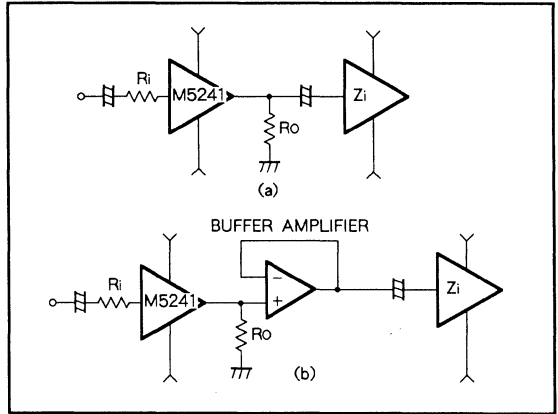 Ri
M5241
Zi
Ro
(a)
BUFFER AMPLIFIER
Ri
M5241
−
+
Zi
Ro
(b)